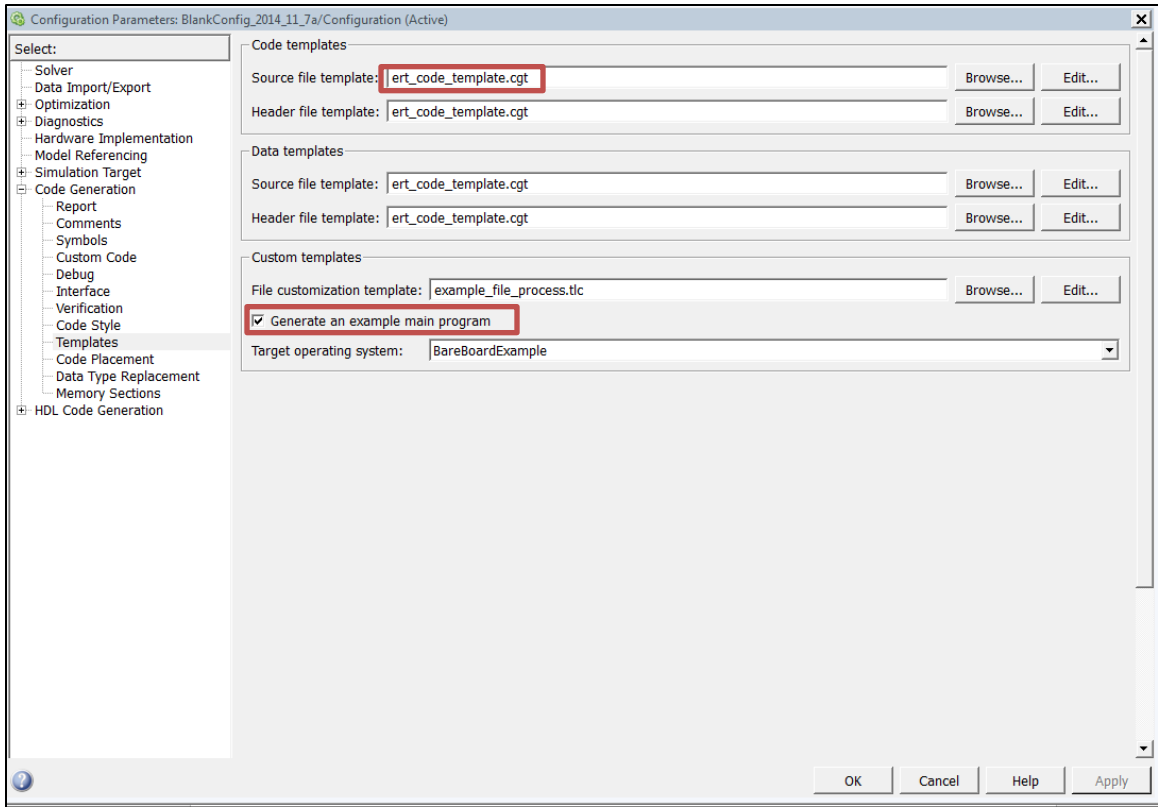 Configuration Parameters: BlankConfig_2014_11_7a/Configuration (Active)
Select:
Solver
Data Import/Export
Optimization
Diagnostics
Hardware Implementation
Model Referencing
Simulation Target
Code Generation
Report
Comments
Symbols
Custom Code
Debug
Interface
Verification
Code Style
Templates
Code Placement
Data Type Replacement
Memory Sections
HDL Code Generation
Code templates
Source file template: ert_code_template.cgt Browse... Edit...
Header file template: ert_code_template.cgt Browse... Edit...
Data templates
Source file template: ert_code_template.cgt Browse... Edit...
Header file template: ert_code_template.cgt Browse... Edit...
Custom templates
File customization template: example_file_process.tlc Browse... Edit...
Generate an example main program
Target operating system: BareBoardExample
OK Cancel Help Apply